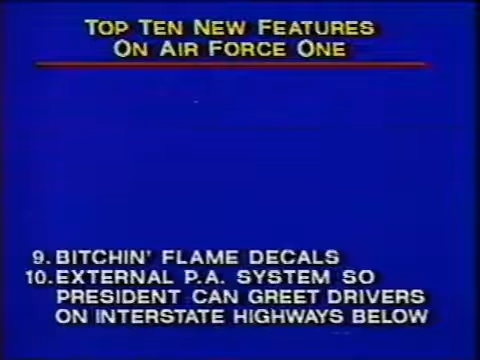 TOP TEN NEW FEATURES
ON AIR FORCE ONE
9. BITCHIN' FLAME DECALS
10. EXTERNAL P.A. SYSTEM SO
PRESIDENT CAN GREET DRIVERS
ON INTERSTATE HIGHWAYS BELOW